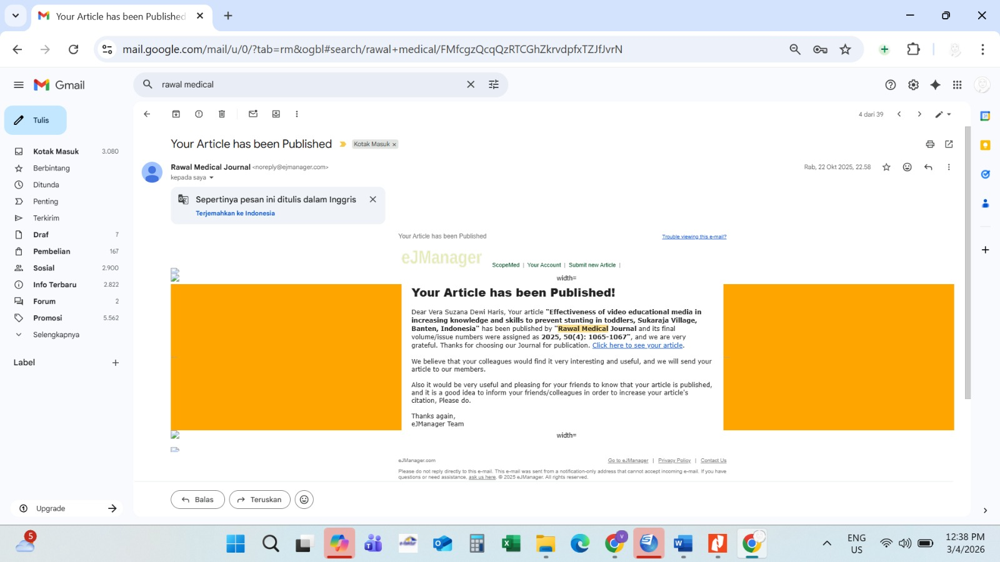 Your Article has been Published
mail.google.com/mail/u/0/?tab=rm&ogbl#search/rawal+medical/FMfcgzQcqQzRTCGhZkrvdpfxTZJfJvrN
Gmail
rawal medical
Tulis
4 dari 39
Kotak Masuk 3.080
Berbintang
Ditunda
Penting
Terkirim
Draf 7
Pembelian 167
Sosial 2.900
Info Terbaru 2.822
Forum 2
Promosi 5.562
Selengkapnya
Label
Upgrade
Your Article has been Published
Kotak Masuk x
Rawal Medical Journal <noreply@ejmanager.com>
Rab, 22 Okt 2025, 22.58
kepada saya
Sepertinya pesan ini ditulis dalam Inggris
Terjemahkan ke Indonesia
Your Article has been Published
Trouble viewing this e-mail?
eJManager
ScopeMed | Your Account | Submit new Article |
width=
Your Article has been Published!
Dear Vera Suzana Dewi Haris, Your article "Effectiveness of video educational media in
increasing knowledge and skills to prevent stunting in toddlers, Sukaraja Village,
Banten, Indonesia" has been published by "Rawal Medical Journal and its final
volume/issue numbers were assigned as 2025, 50(4): 1065-1067", and we are very
grateful. Thanks for choosing our Journal for publication. Click here to see your article.
We believe that your colleagues would find it very interesting and useful, and we will send your
article to our members.
Also it would be very useful and pleasing for your friends to know that your article is published,
and it is a good idea to inform your friends/colleagues in order to increase your article's
citation, Please do.
Thanks again,
eJManager Team
width=
eJManager.com
Go to eJManager | Privacy Policy | Contact Us
Please do not reply directly to this e-mail. This e-mail was sent from a notification-only address that cannot accept incoming e-mail. If you have
questions or need assistance, ask us here. © 2025 eJManager. All rights reserved.
Balas
Teruskan
5
ENG
US
12:38 PM
3/4/2026